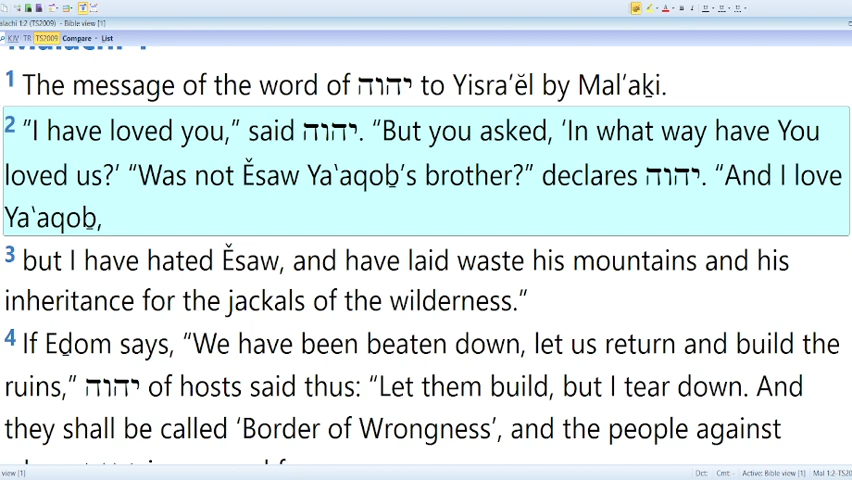 alachi 1:2 (TS2009) - Bible view [1]
KJV TR TS2009 Compare List
1 The message of the word of יהוה to Yisra’ĕl by Mal’aḵi.
2 “I have loved you,” said יהוה. “But you asked, ‘In what way have You
loved us?’ “Was not Ěsaw Ya‛aqoḇ’s brother?” declares יהוה. “And I love
Ya‛aqoḇ,
3 but I have hated Ěsaw, and have laid waste his mountains and his
inheritance for the jackals of the wilderness.”
4 If Eḏom says, “We have been beaten down, let us return and build the
ruins,” יהוה of hosts said thus: “Let them build, but I tear down. And
they shall be called ‘Border of Wrongness’, and the people against
view [1] Dct: Cmt: - Active: Bible view [1] Mal 1:2-TS20